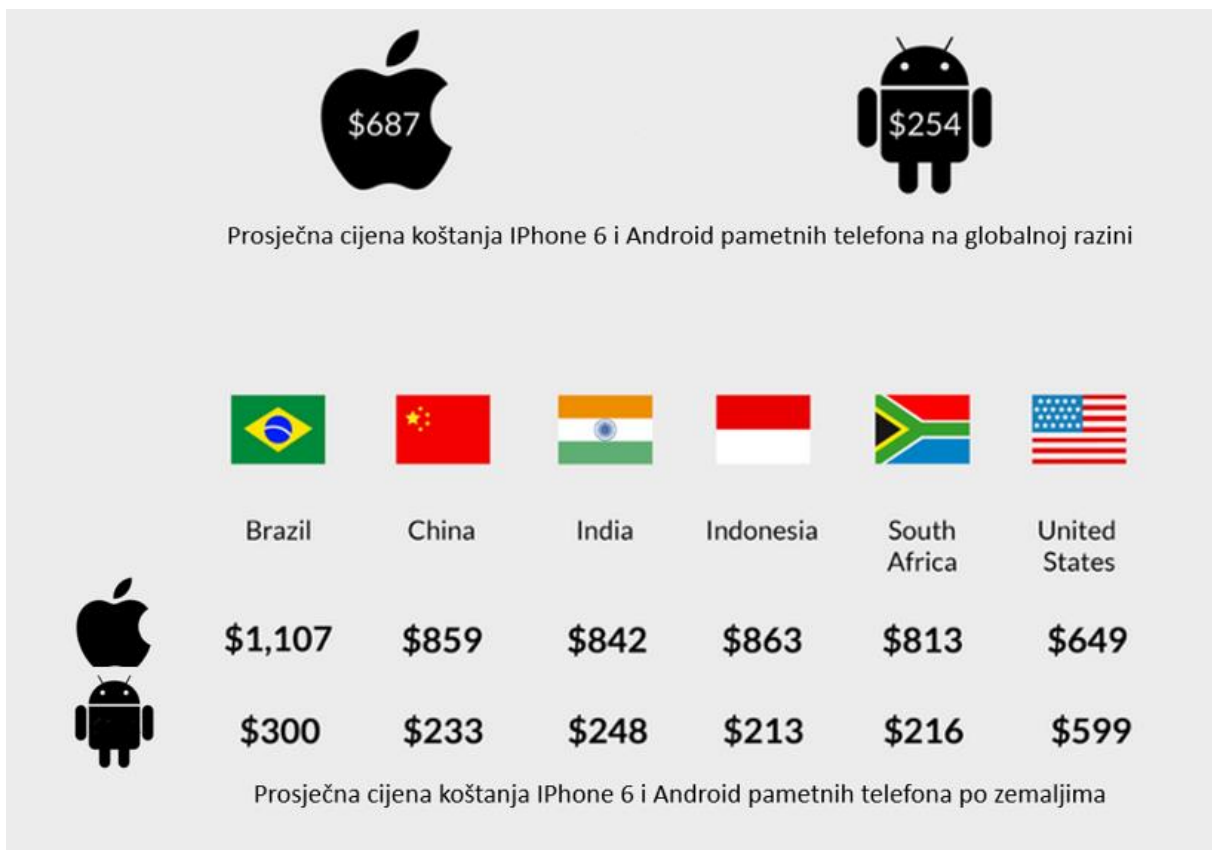 $687 $254
Prosječna cijena koštanja IPhone 6 i Android pametnih telefona na globalnoj razini
Brazil China India Indonesia South Africa United States
$1,107 $859 $842 $863 $813 $649
$300 $233 $248 $213 $216 $599
Prosječna cijena koštanja IPhone 6 i Android pametnih telefona po zemaljima